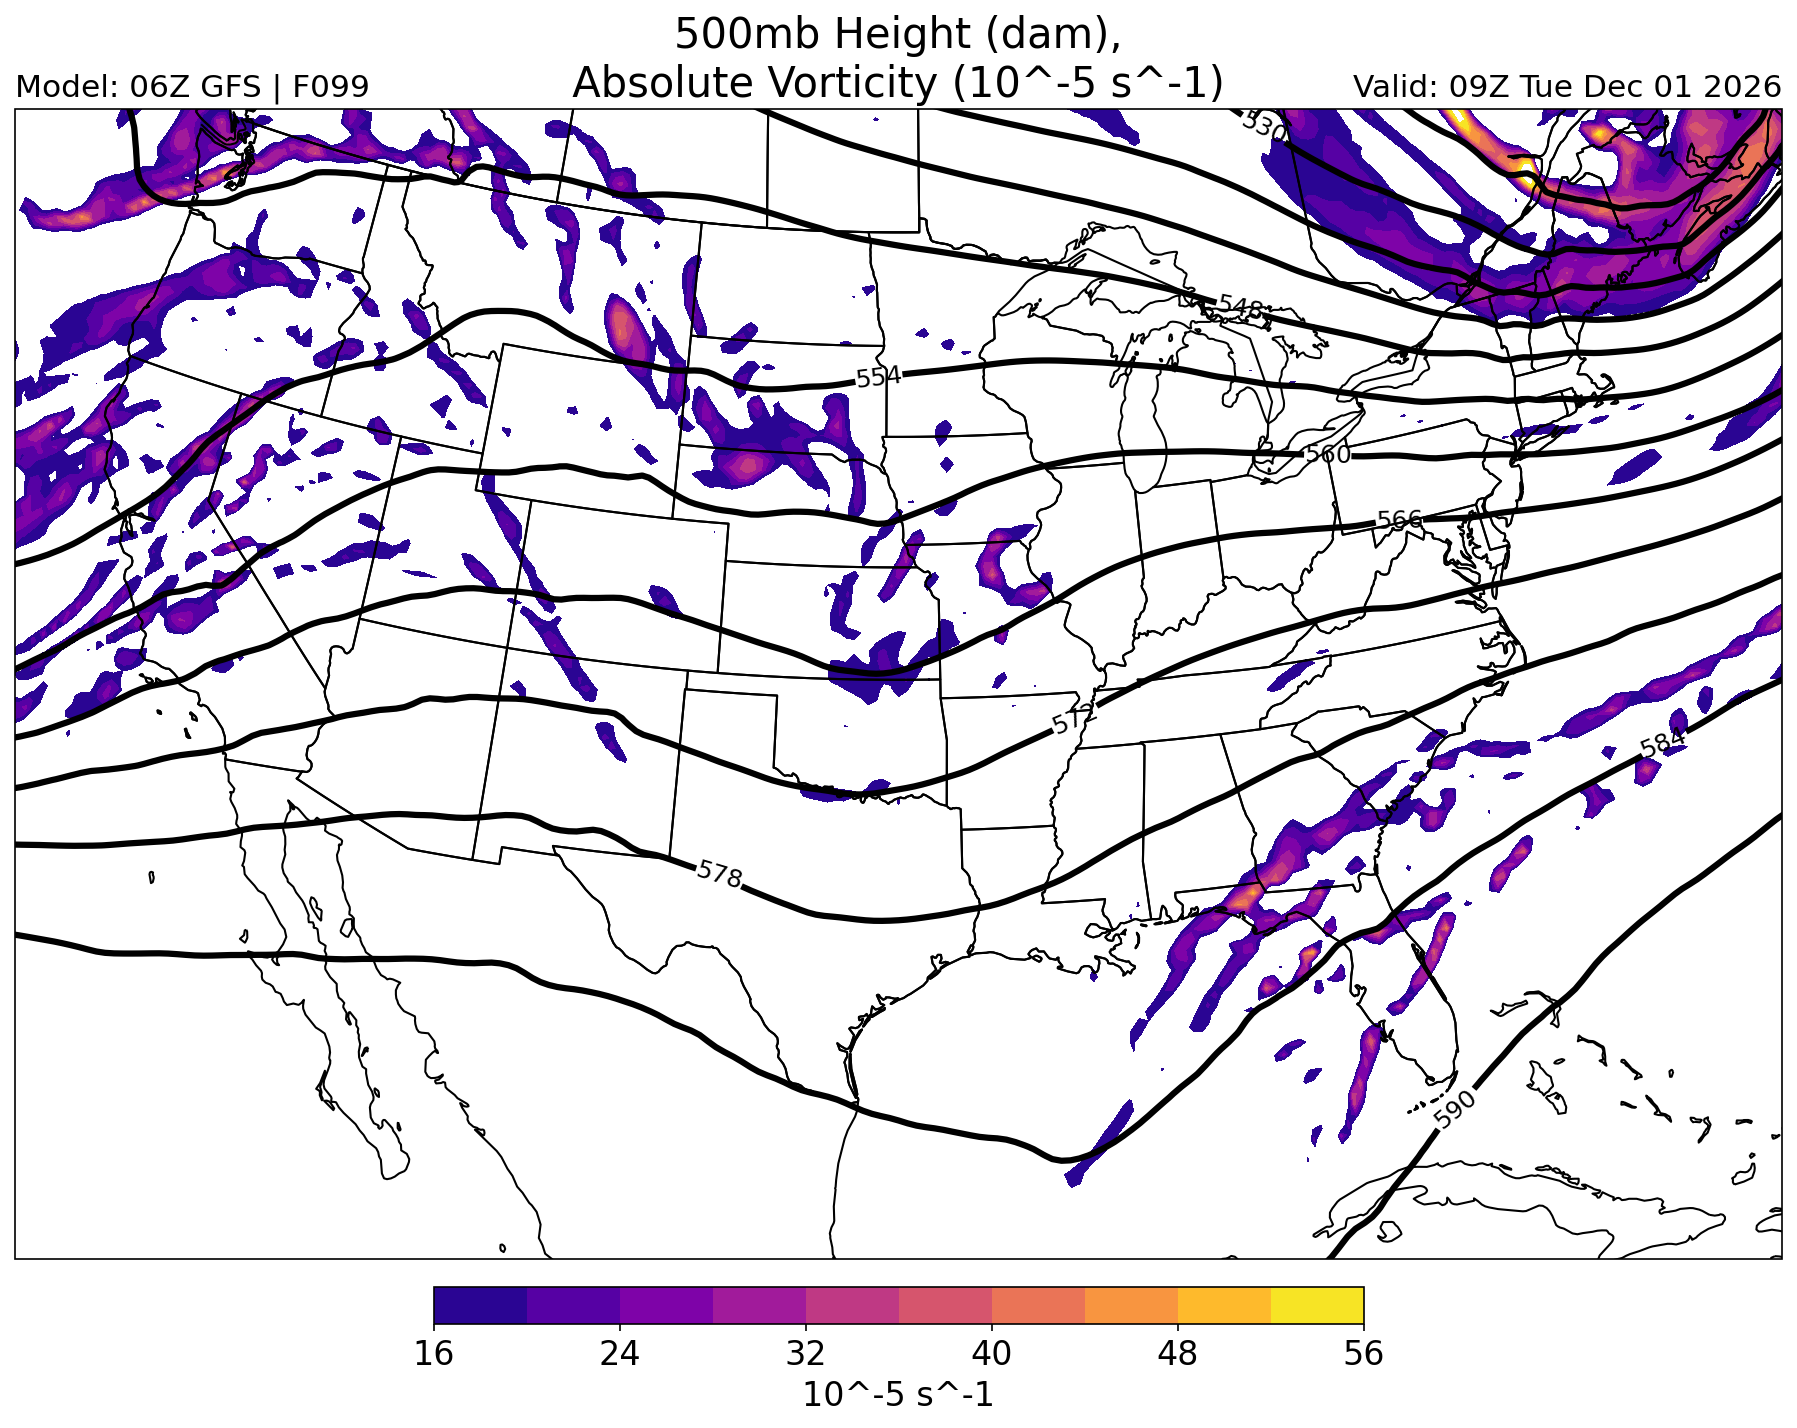 500mb Height (dam),
Model: 06Z GFS | F099
Absolute Vorticity (10^-5 s^-1)
Valid: 09Z Tue Dec 01 2026
530
548
554
560
566
572
584
578
590
16 24 32 40 48 56
10^-5 s^-1